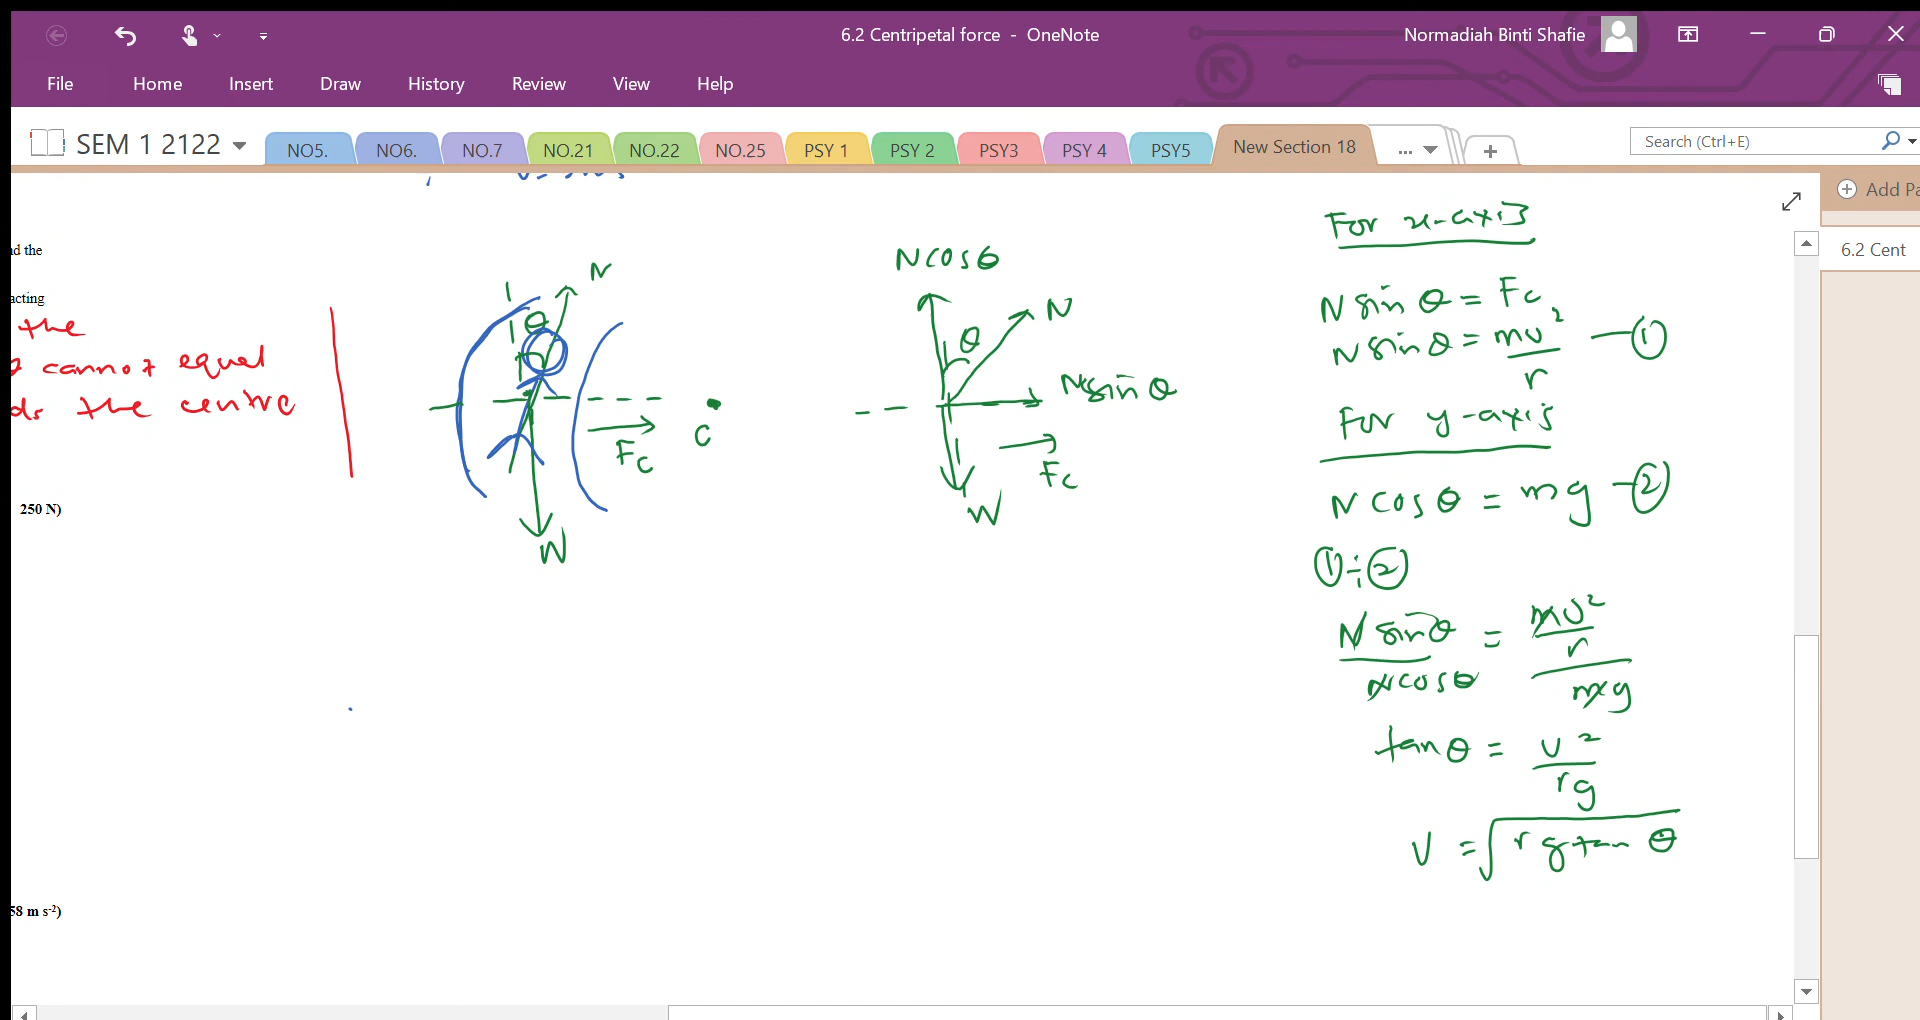 6.2 Centripetal force - OneNote
Normadiah Binti Shafie
File Home Insert Draw History Review View Help
SEM 1 2122
NO5. NO6. NO.7 NO.21 NO.22 NO.25 PSY 1 PSY 2 PSY3 PSY 4 PSY5 New Section 18 ... +
Search (Ctrl+E)
Add Pa
6.2 Cent
d the
acting
the
cannot equal
ds the centre
250 N)
58 m s⁻²)
N
θ
C
Fc
W
N cos θ
N
θ
N sin θ
Fc
W
For x-axis
N sin θ = Fc
N sin θ = mv²/r — ①
For y-axis
N cos θ = mg — ②
① ÷ ②
N sin θ / N cos θ = (mv²/r) / mg
tan θ = v²/rg
v = √(r g tan θ)